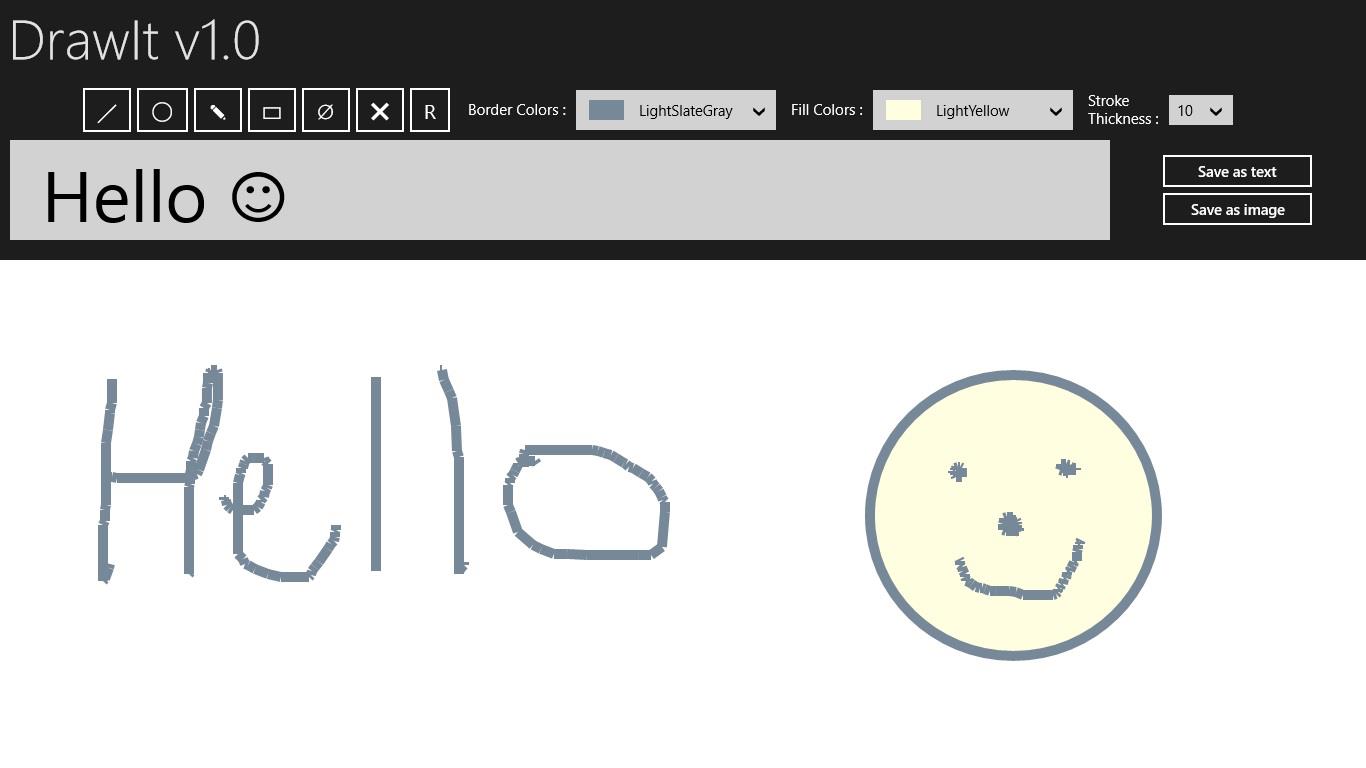 DrawIt v1.0
R Border Colors : LightSlateGray Fill Colors : LightYellow Stroke Thickness : 10
Hello ☺
Save as text
Save as image
Hello